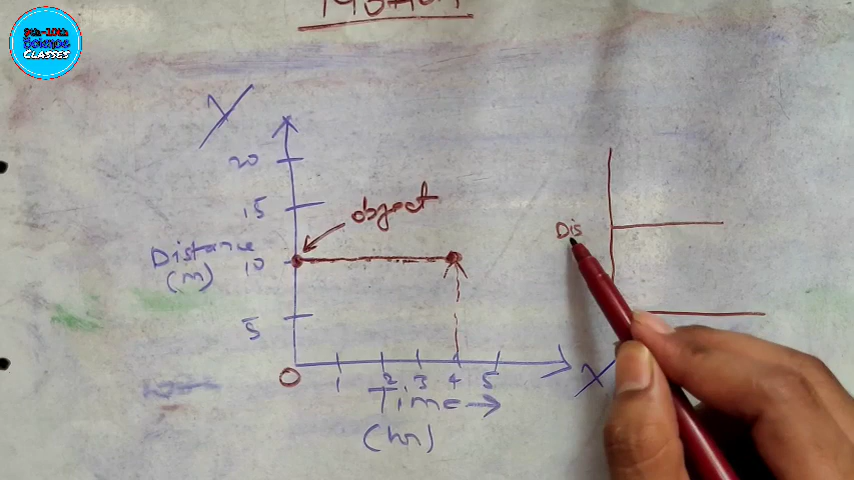 9th-10th
Science
Classes
Motion
Y
20
15
object
Distance
(m)
10
5
O
1 2 3 4 5
Time
(hr)
X
Dis